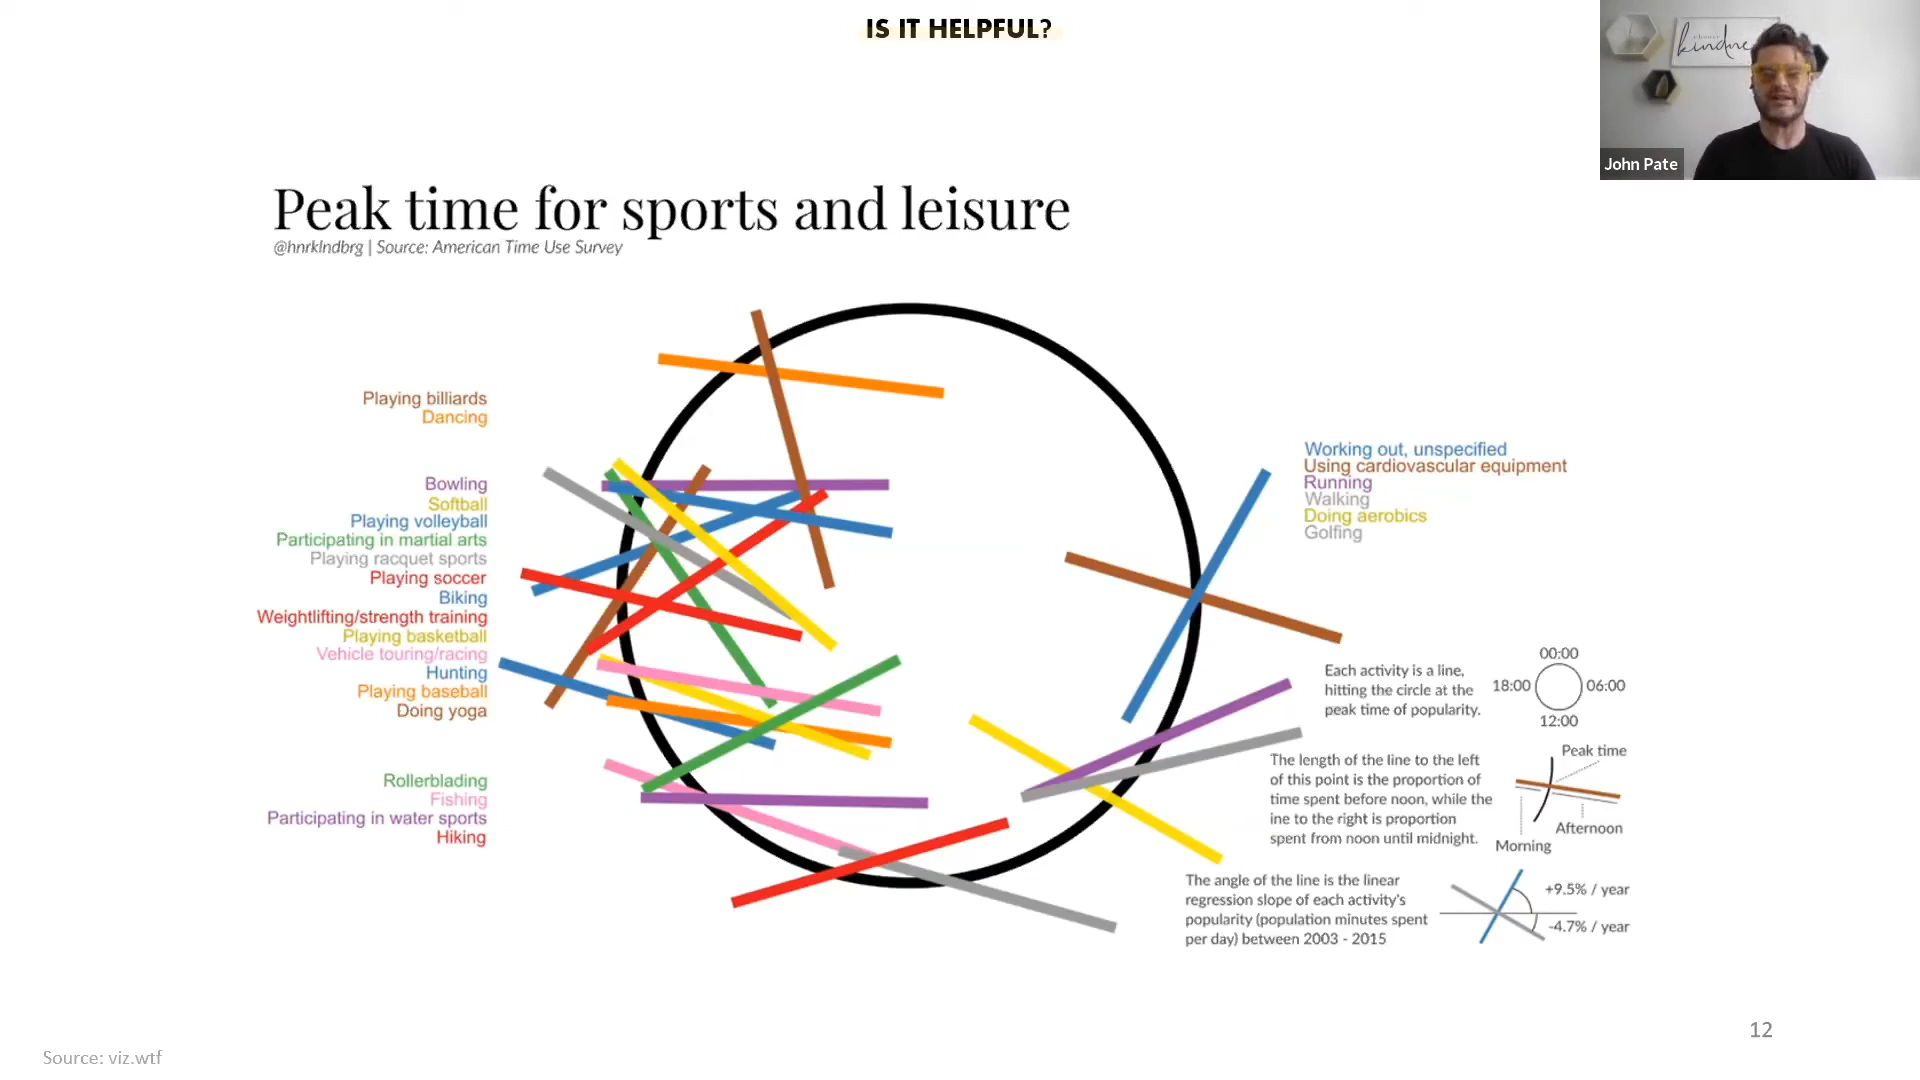 IS IT HELPFUL?
kindne
John Pate
Peak time for sports and leisure
@hnrklndbrg | Source: American Time Use Survey
Playing billiards
Dancing
Bowling
Softball
Playing volleyball
Participating in martial arts
Playing racquet sports
Playing soccer
Biking
Weightlifting/strength training
Playing basketball
Vehicle touring/racing
Hunting
Playing baseball
Doing yoga
Rollerblading
Fishing
Participating in water sports
Hiking
Working out, unspecified
Using cardiovascular equipment
Running
Walking
Doing aerobics
Golfing
Each activity is a line,
hitting the circle at the
peak time of popularity.
00:00
18:00
06:00
12:00
The length of the line to the left
of this point is the proportion of
time spent before noon, while the
ine to the right is proportion
spent from noon until midnight.
Peak time
Afternoon
Morning
The angle of the line is the linear
regression slope of each activity's
popularity (population minutes spent
per day) between 2003 - 2015
+9.5% / year
-4.7% / year
12
Source: viz.wtf